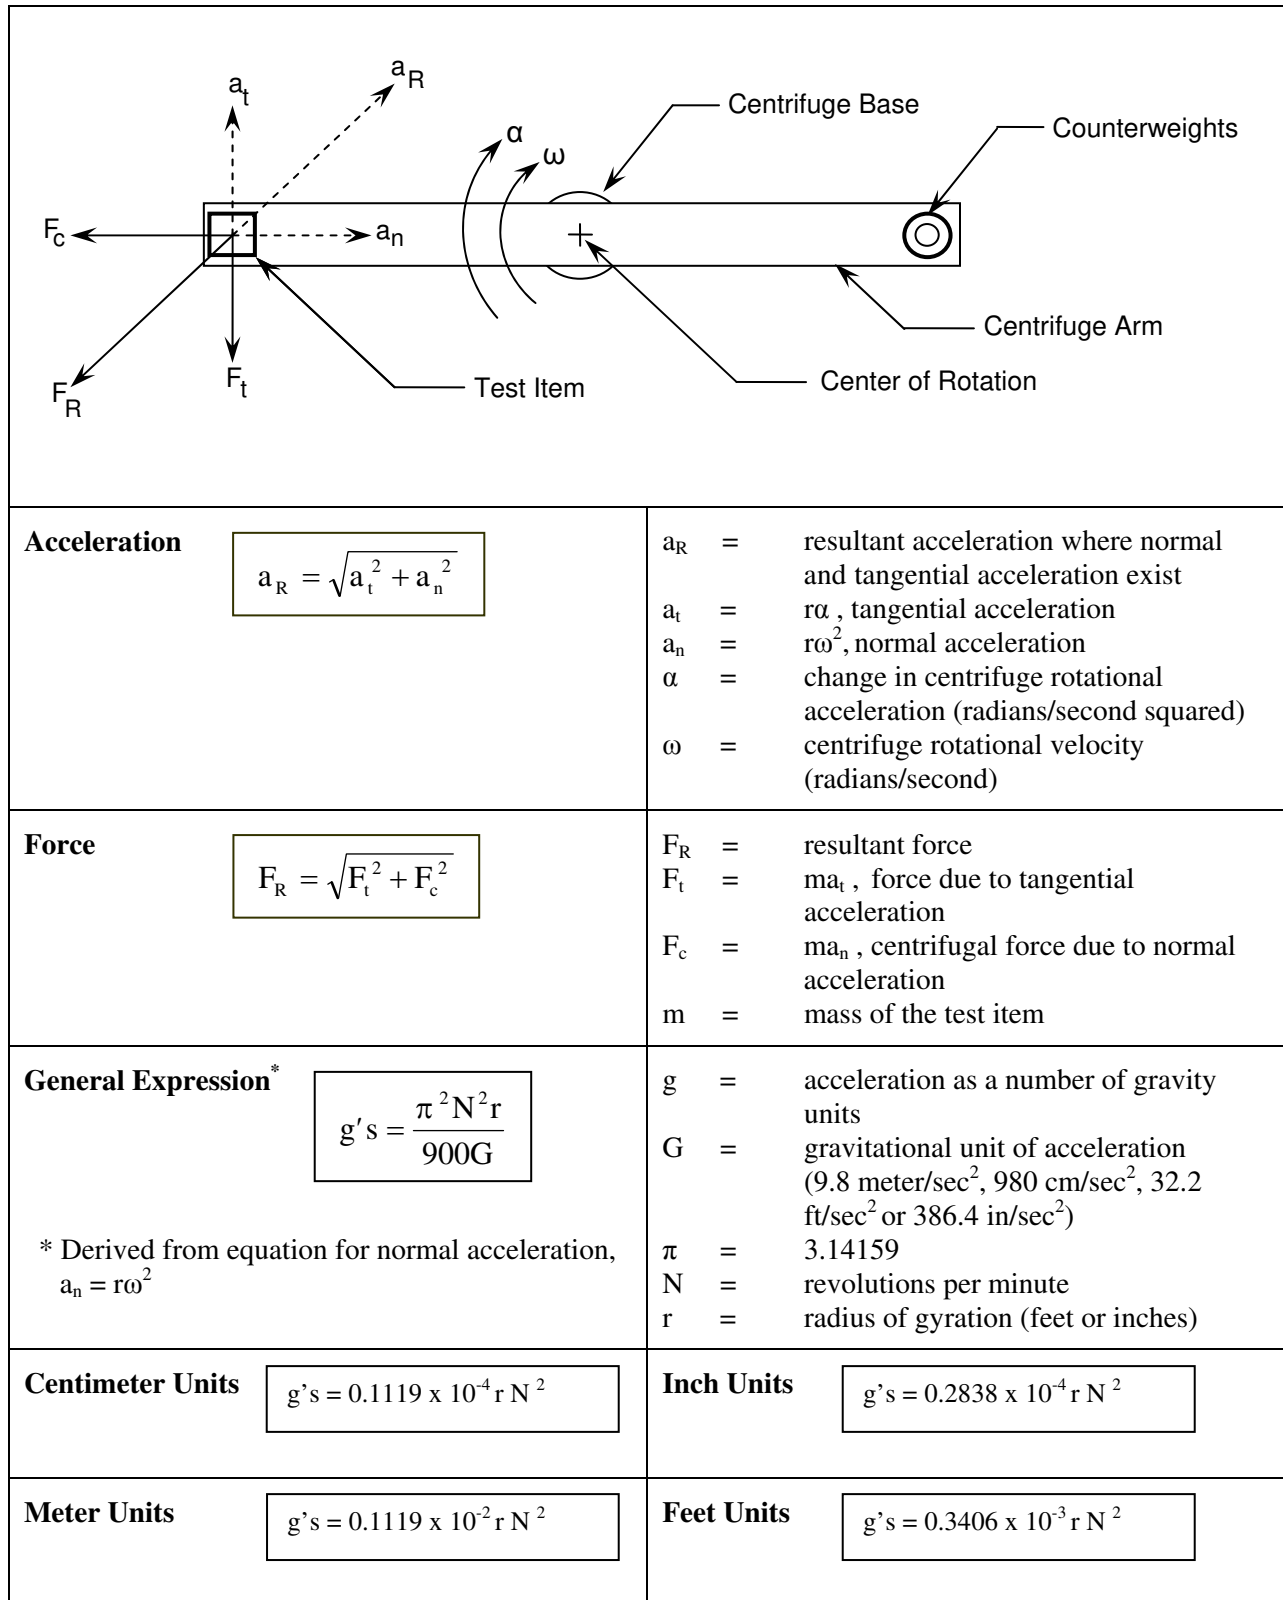 a_t
a_R
Centrifuge Base
Counterweights
α
ω
F_c
a_n
Centrifuge Arm
F_t
Test Item
Center of Rotation
F_R
Acceleration
a_R = √(a_t² + a_n²)
a_R = resultant acceleration where normal
and tangential acceleration exist
a_t = rα , tangential acceleration
a_n = rω², normal acceleration
α = change in centrifuge rotational
acceleration (radians/second squared)
ω = centrifuge rotational velocity
(radians/second)
Force
F_R = √(F_t² + F_c²)
F_R = resultant force
F_t = ma_t , force due to tangential
acceleration
F_c = ma_n , centrifugal force due to normal
acceleration
m = mass of the test item
General Expression*
g's = π²N²r / 900G
* Derived from equation for normal acceleration,
a_n = rω²
g = acceleration as a number of gravity
units
G = gravitational unit of acceleration
(9.8 meter/sec², 980 cm/sec², 32.2
ft/sec² or 386.4 in/sec²)
π = 3.14159
N = revolutions per minute
r = radius of gyration (feet or inches)
Centimeter Units
g's = 0.1119 x 10⁻⁴ r N ²
Inch Units
g's = 0.2838 x 10⁻⁴ r N ²
Meter Units
g's = 0.1119 x 10⁻² r N ²
Feet Units
g's = 0.3406 x 10⁻³ r N ²